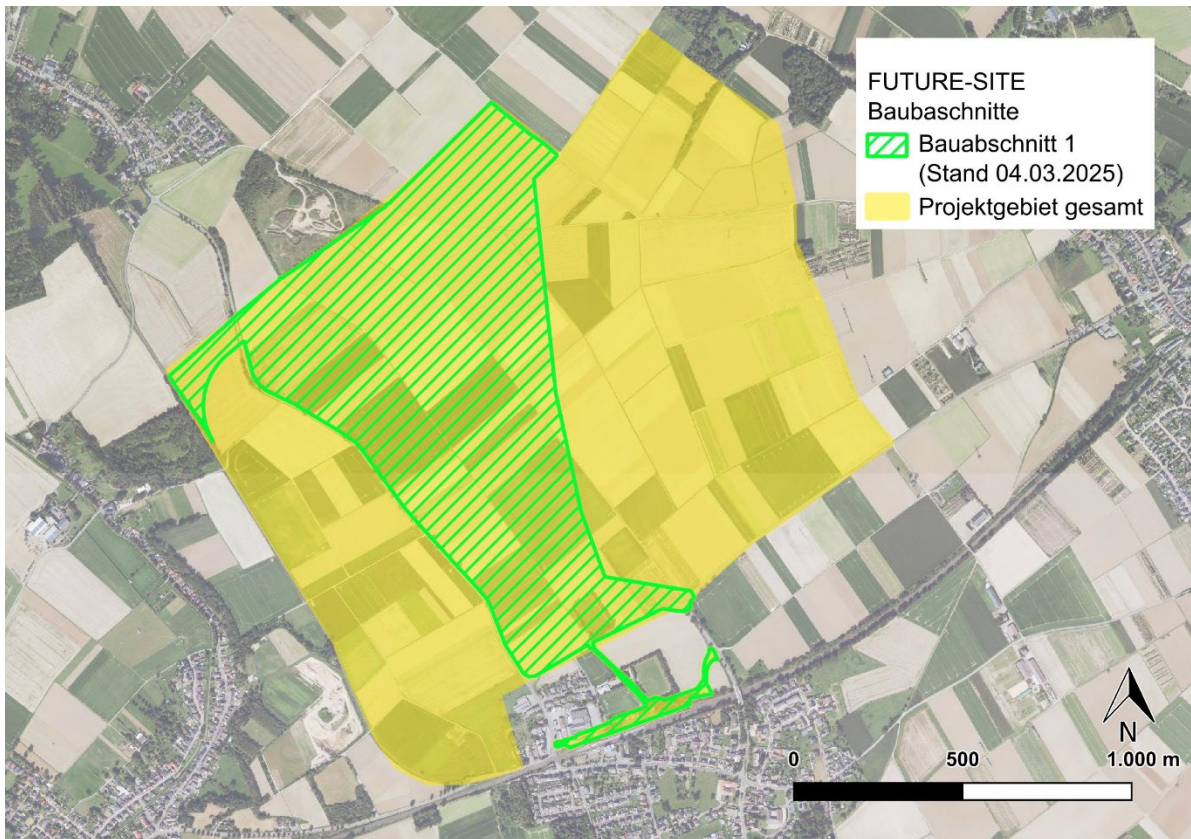 FUTURE-SITE
Baubaschnitte
Bauabschnitt 1
(Stand 04.03.2025)
Projektgebiet gesamt
N
0 500 1.000 m